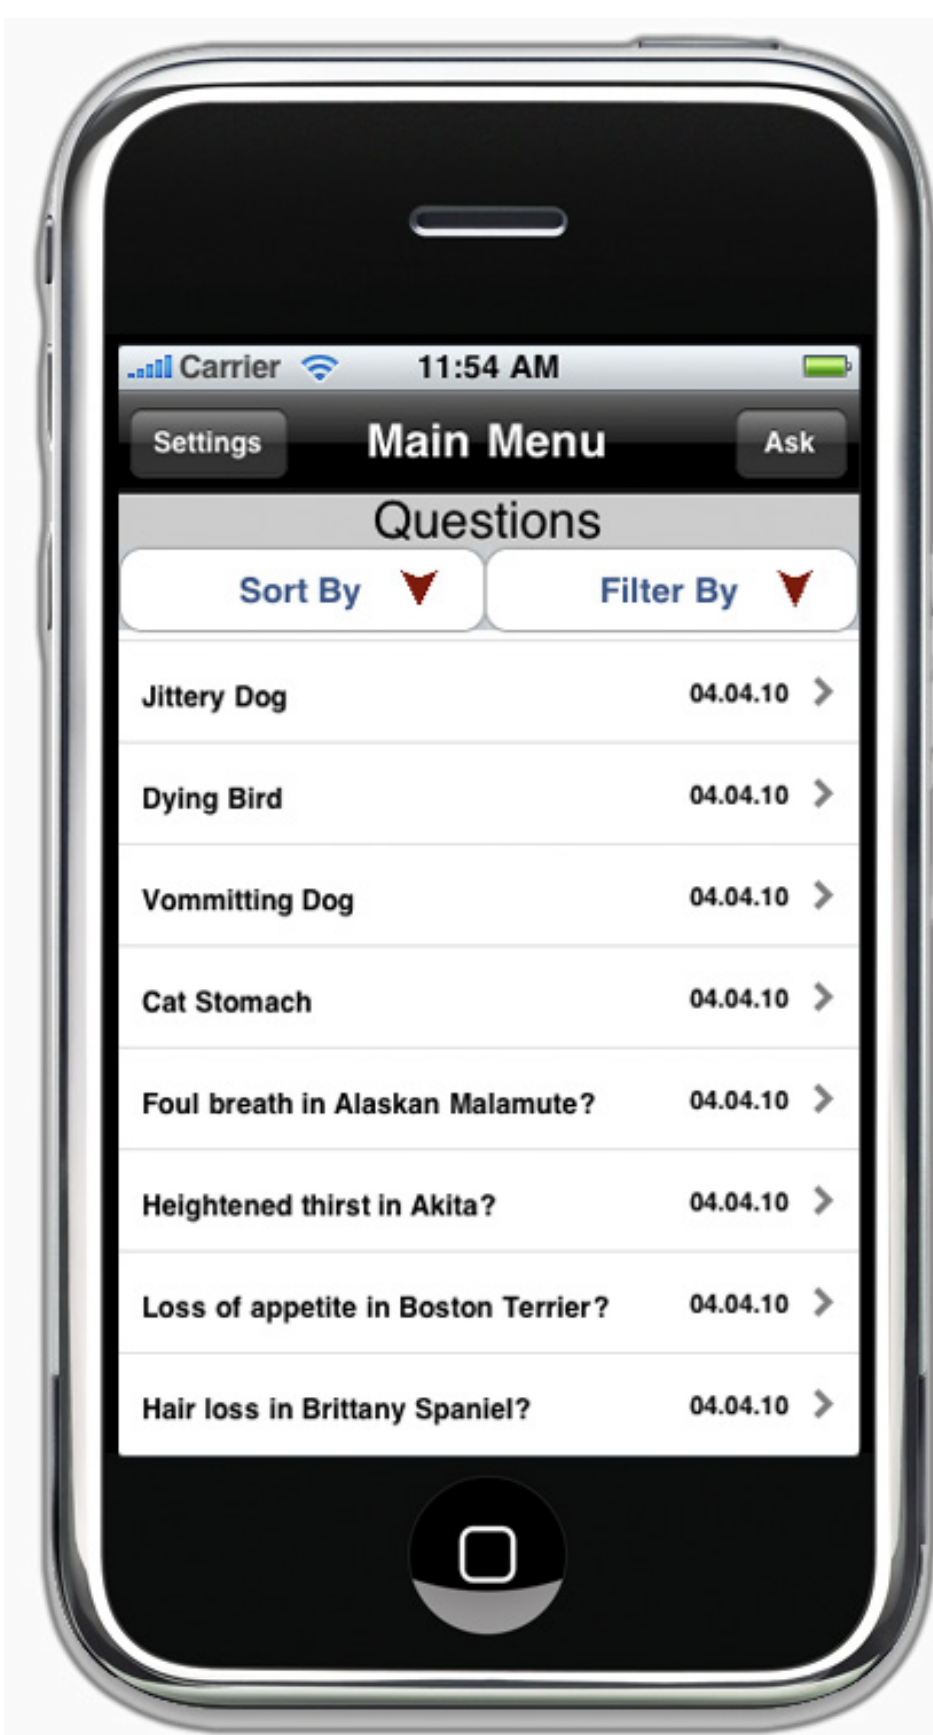 Carrier 11:54 AM
Settings Main Menu Ask
Questions
Sort By Filter By
Jittery Dog 04.04.10
Dying Bird 04.04.10
Vommitting Dog 04.04.10
Cat Stomach 04.04.10
Foul breath in Alaskan Malamute? 04.04.10
Heightened thirst in Akita? 04.04.10
Loss of appetite in Boston Terrier? 04.04.10
Hair loss in Brittany Spaniel? 04.04.10